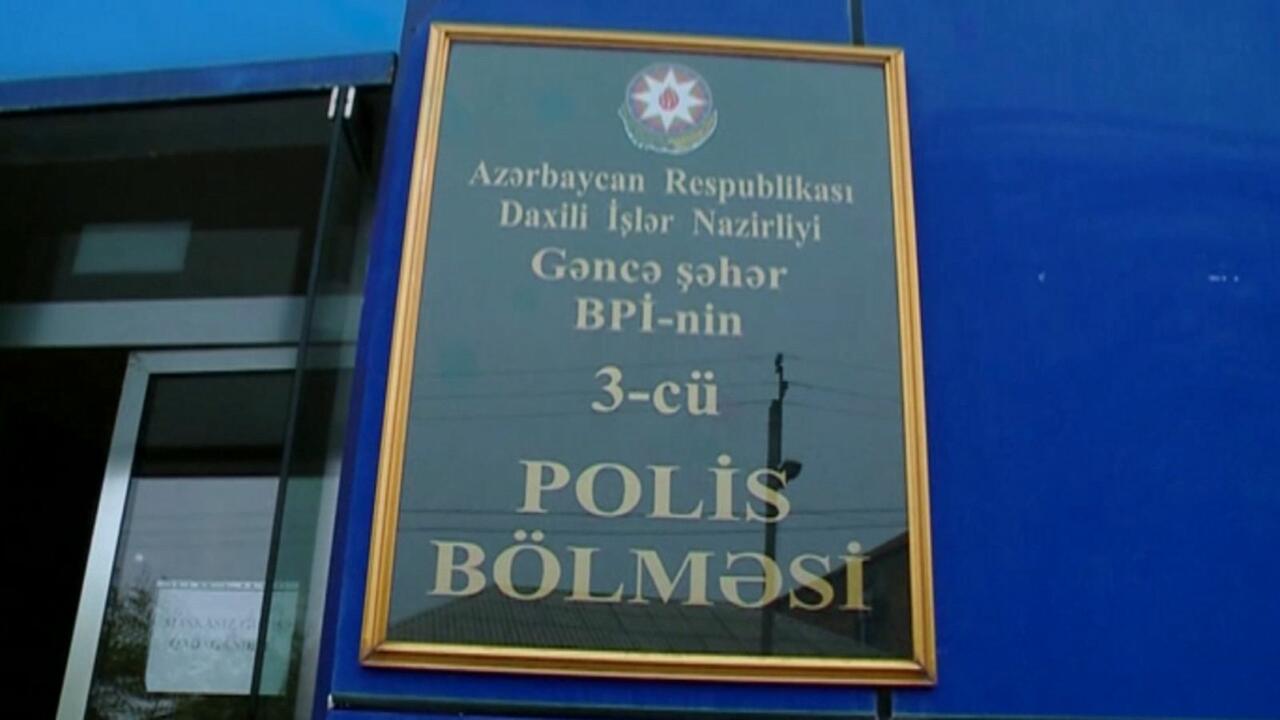 Azərbaycan Respublikası
Daxili İşlər Nazirliyi
Gəncə şəhər
BPİ-nin
3-cü
POLİS
BÖLMƏSİ